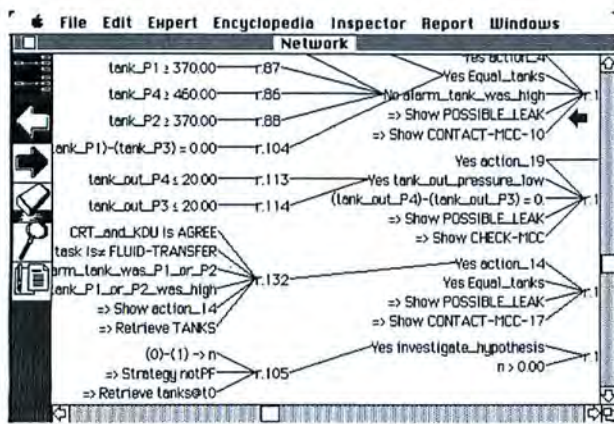 File Edit Expert Encyclopedia Inspector Report Windows
Network
Yes action_4
tank_P1 ≥ 370.00 r.87
Yes Equal_tanks
tank_P4 ≥ 460.00 r.86
No alarm_tank_was_high r.1
tank_P2 ≥ 370.00 r.88
=> Show POSSIBLE_LEAK
=> Show CONTACT-MCC-10
ank_P1)-(tank_P3) = 0.00 r.104
Yes action_19
tank_out_P4 ≤ 20.00 r.113
Yes tank_out_pressure_low
tank_out_P3 ≤ 20.00 r.114
(tank_out_P4)-(tank_out_P3) = 0. r.1
=> Show POSSIBLE_LEAK
=> Show CHECK-MCC
CRT_and_KDU is AGREE
task is≠ FLUID-TRANSFER
arm_tank_was_P1_or_P2
ank_P1_or_P2_was_high r.132
=> Show action_14
=> Retrieve TANKS
Yes action_14
Yes Equal_tanks
=> Show POSSIBLE_LEAK r.1
=> Show CONTACT-MCC-17
(0)-(1) -> n
=> Strategy notPF r.105
=> Retrieve tanks@t0
Yes investigate_hypothesis
n > 0.00 r.1